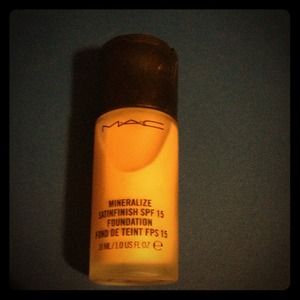 MAC
MINERALIZE
SATINFINISH SPF 15
FOUNDATION
FOND DE TEINT FPS 15
30 ML / 1.0 US FL OZ ℮